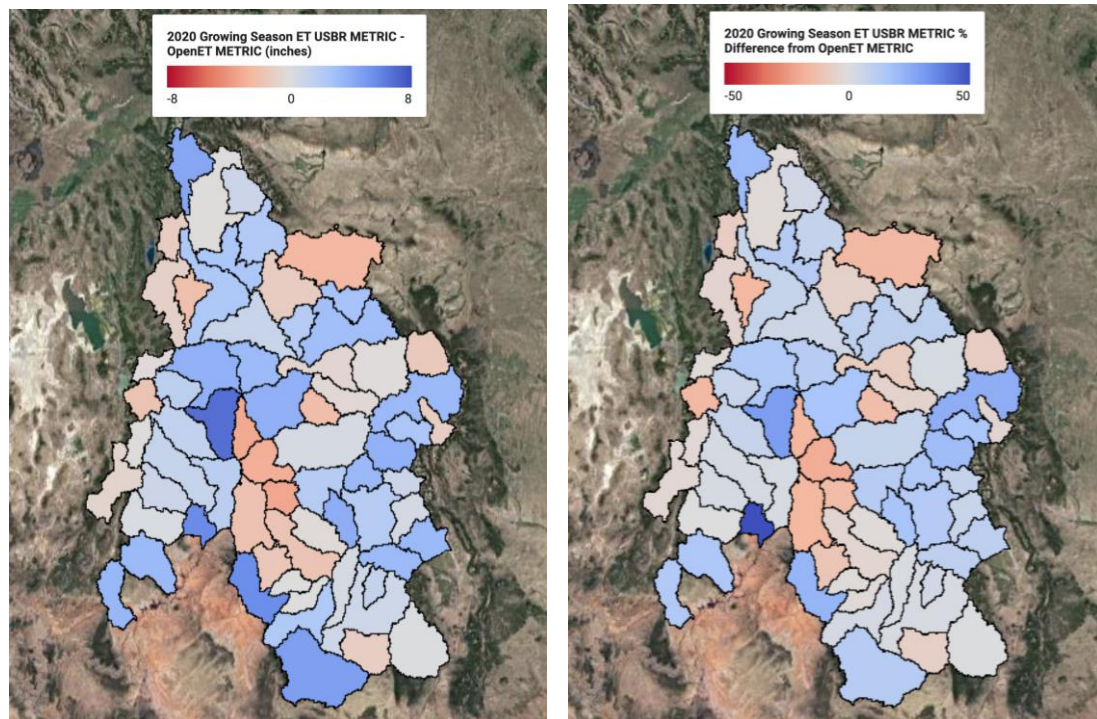 2020 Growing Season ET USBR METRIC -
OpenET METRIC (inches)
-8 0 8
2020 Growing Season ET USBR METRIC %
Difference from OpenET METRIC
-50 0 50